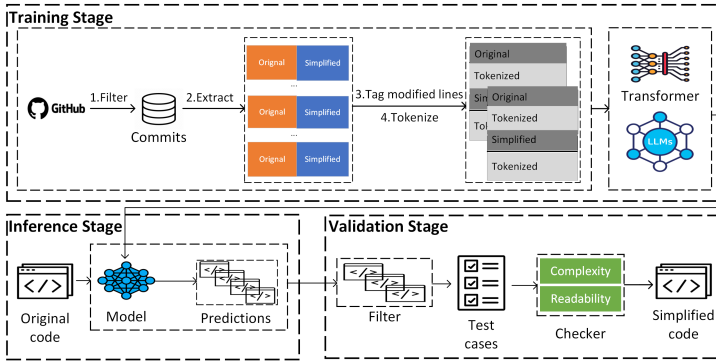 Training Stage
GitHub
1.Filter
Commits
2.Extract
Orignal Simplified
...
Orignal Simplified
...
Orignal Simplified
3.Tag modified lines
4.Tokenize
Original
Tokenized
Original
Tokenized
Simplified
Tokenized
Transformer
LLMs
Inference Stage
Original
code
Model
</>
</>
</>
</>
</>
Predictions
Validation Stage
</>
</>
</>
Filter
Test
cases
Complexity
Readability
Checker
</>
Simplified
code